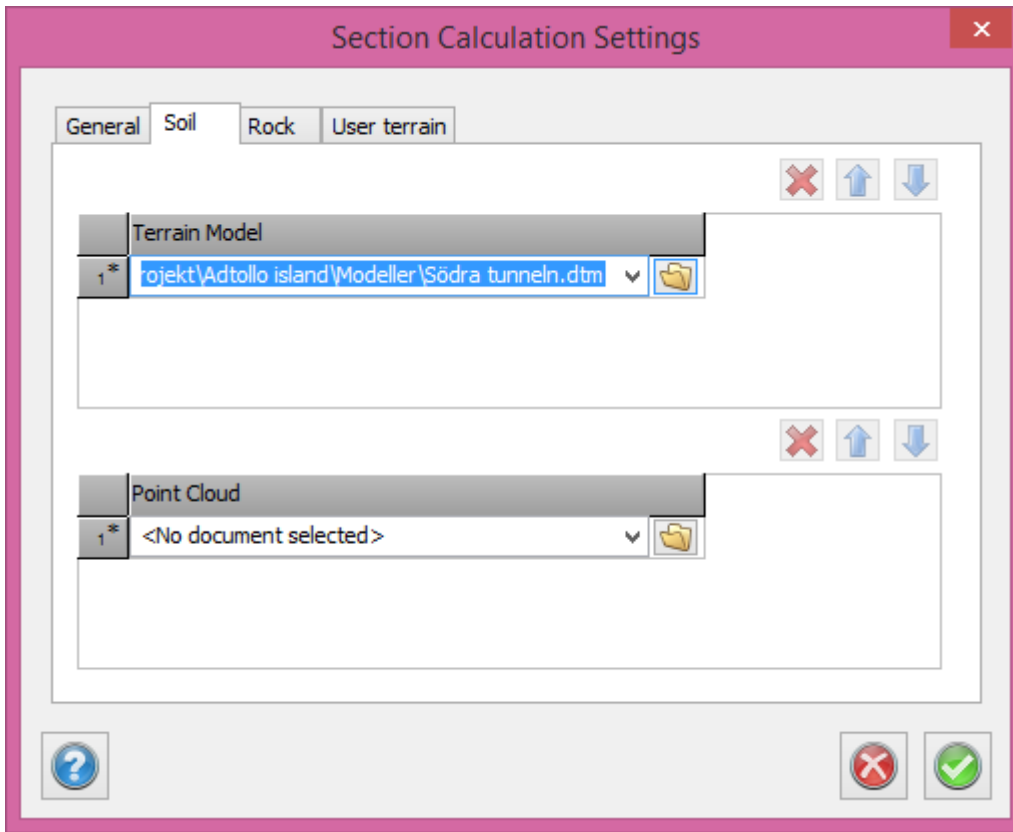 Section Calculation Settings
General Soil Rock User terrain
Terrain Model
1* rojekt\Adtollo island\Modeller\Södra tunneln.dtm
Point Cloud
1* <No document selected>